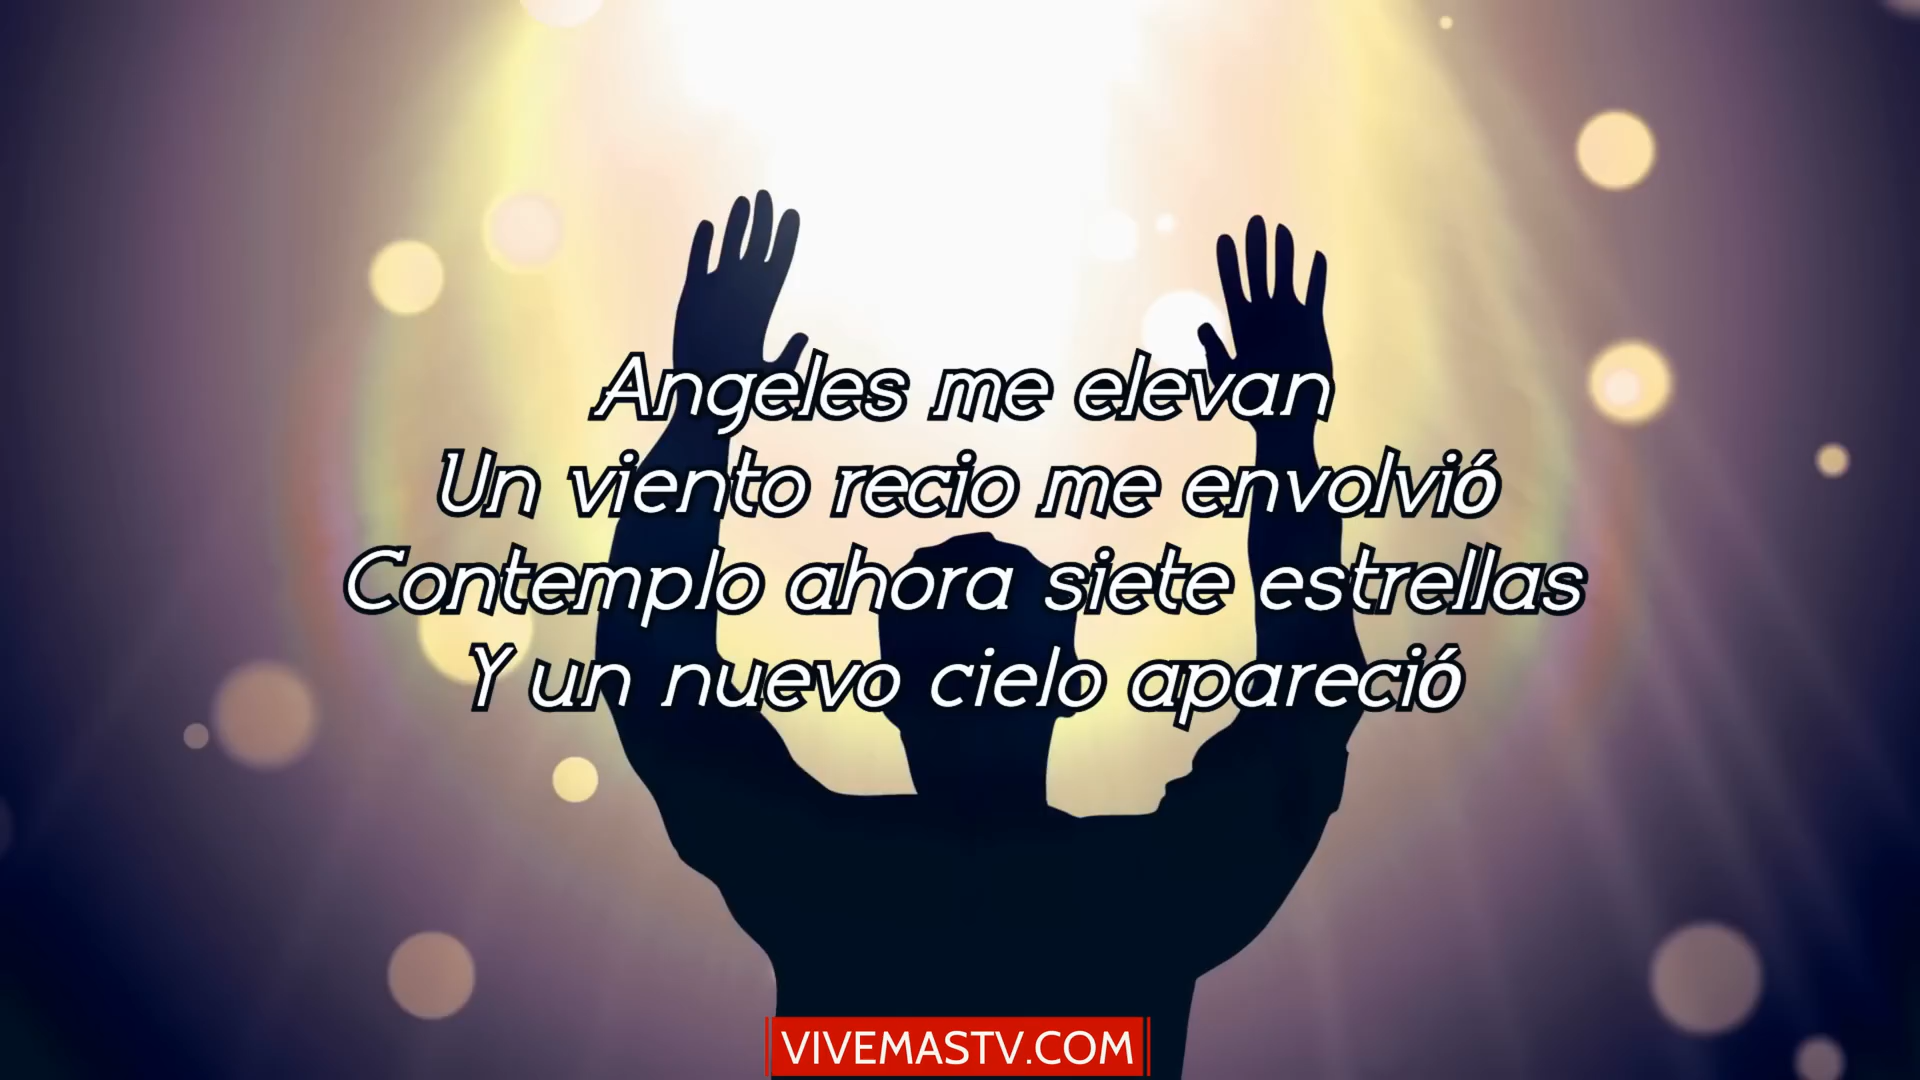 Angeles me elevan
Un viento recio me envolvió
Contemplo ahora siete estrellas
Y un nuevo cielo apareció
VIVEMASTV.COM